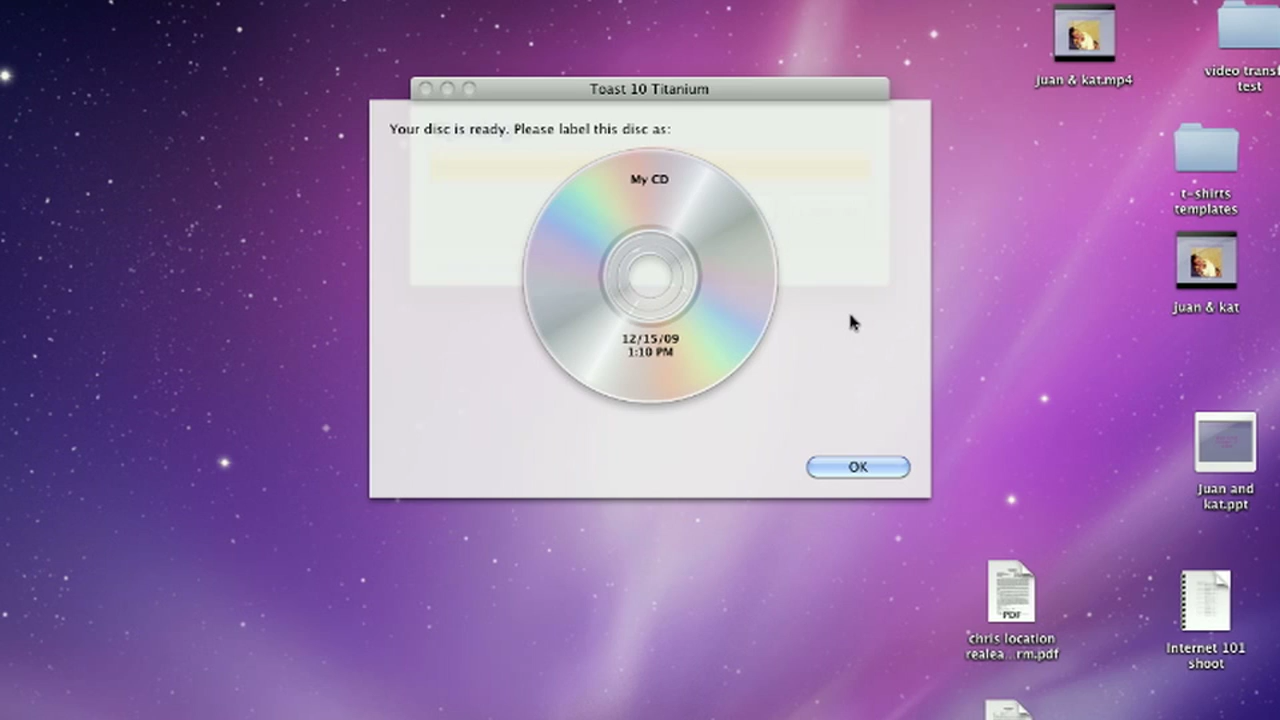 Toast 10 Titanium
Your disc is ready. Please label this disc as:
My CD
12/15/09
1:10 PM
OK
Juan & kat.mp4
video transf
test
t-shirts
templates
Juan & kat
Juan and
kat.ppt
PDF
chris location
realea...rm.pdf
Internet 101
shoot